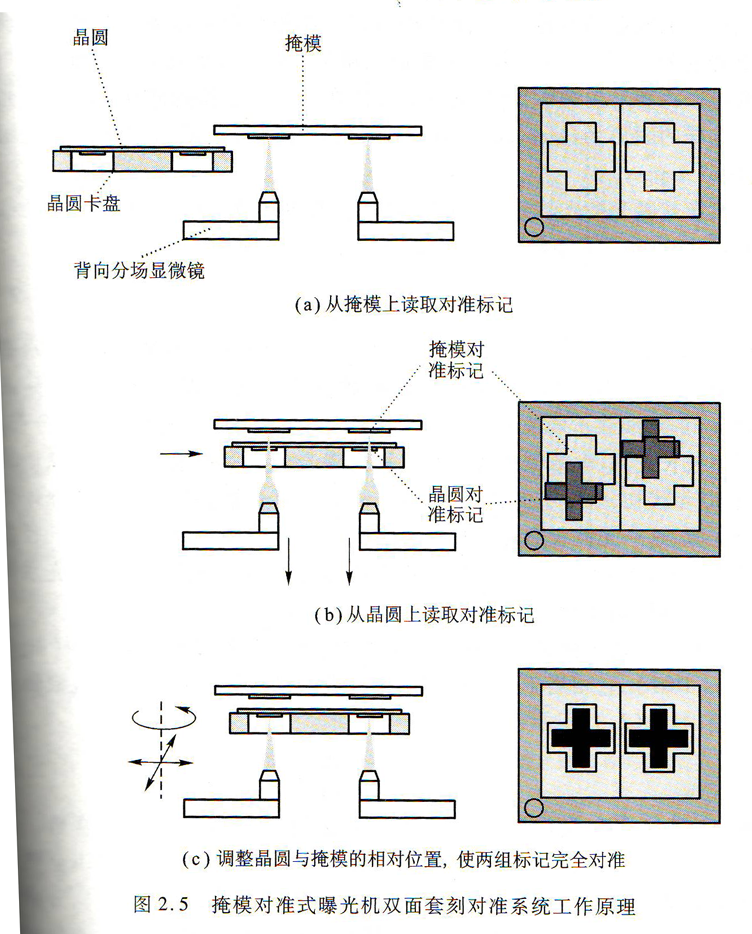 晶圆
掩模
晶圆卡盘
背向分场显微镜
(a) 从掩模上读取对准标记
掩模对
准标记
晶圆对
准标记
(b) 从晶圆上读取对准标记
(c) 调整晶圆与掩模的相对位置, 使两组标记完全对准
图 2.5 掩模对准式曝光机双面套刻对准系统工作原理